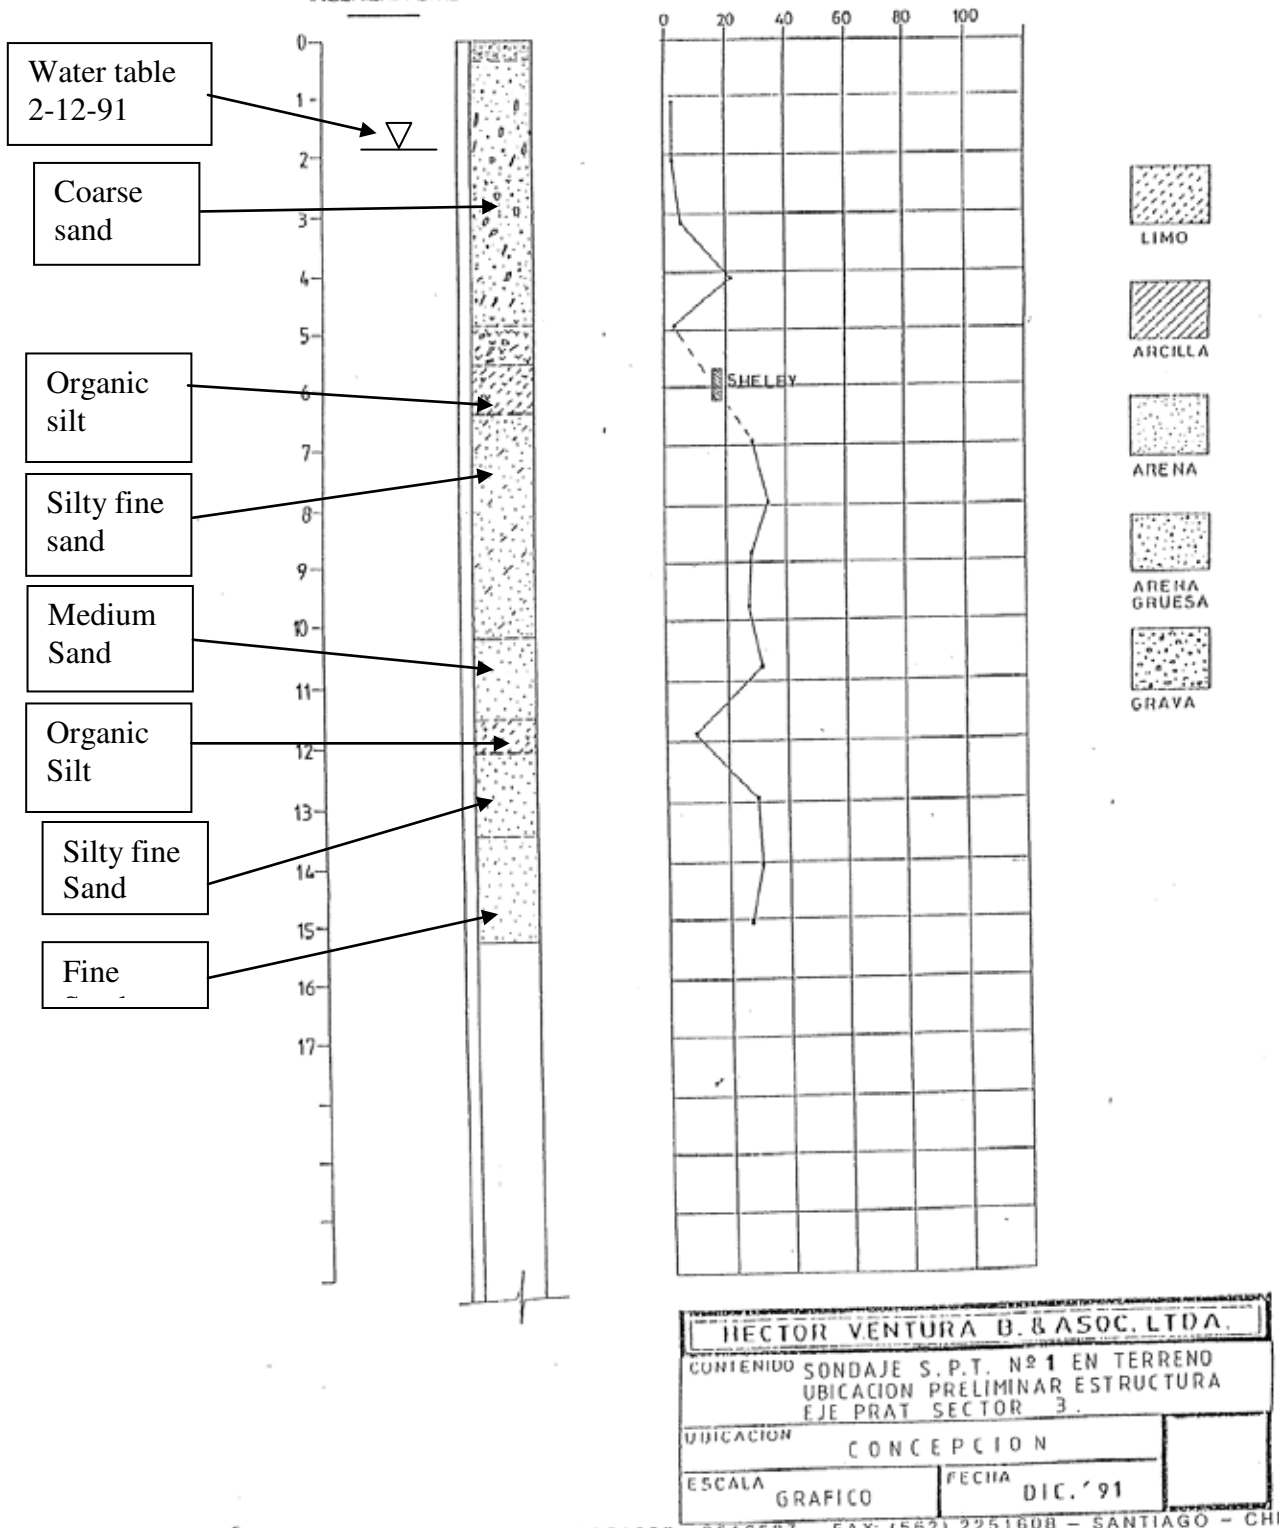 0 20 40 60 80 100
0
Water table
2-12-91
1
2
Coarse
sand
3
4
5
Organic
silt
6
SHELBY
7
Silty fine
sand
8
9
Medium
Sand
10
11
Organic
Silt
12
13
Silty fine
Sand
14
15
Fine
16
17
LIMO
ARCILLA
ARENA
ARENA
GRUESA
GRAVA
HECTOR VENTURA B. & ASOC. LTDA.
CONTENIDO SONDAJE S.P.T. Nº 1 EN TERRENO
UBICACION PRELIMINAR ESTRUCTURA
EJE PRAT SECTOR 3.
UBICACION CONCEPCION
ESCALA GRAFICO
FECHA DIC.'91
FAX: (562) 2251608 - SANTIAGO - CHI